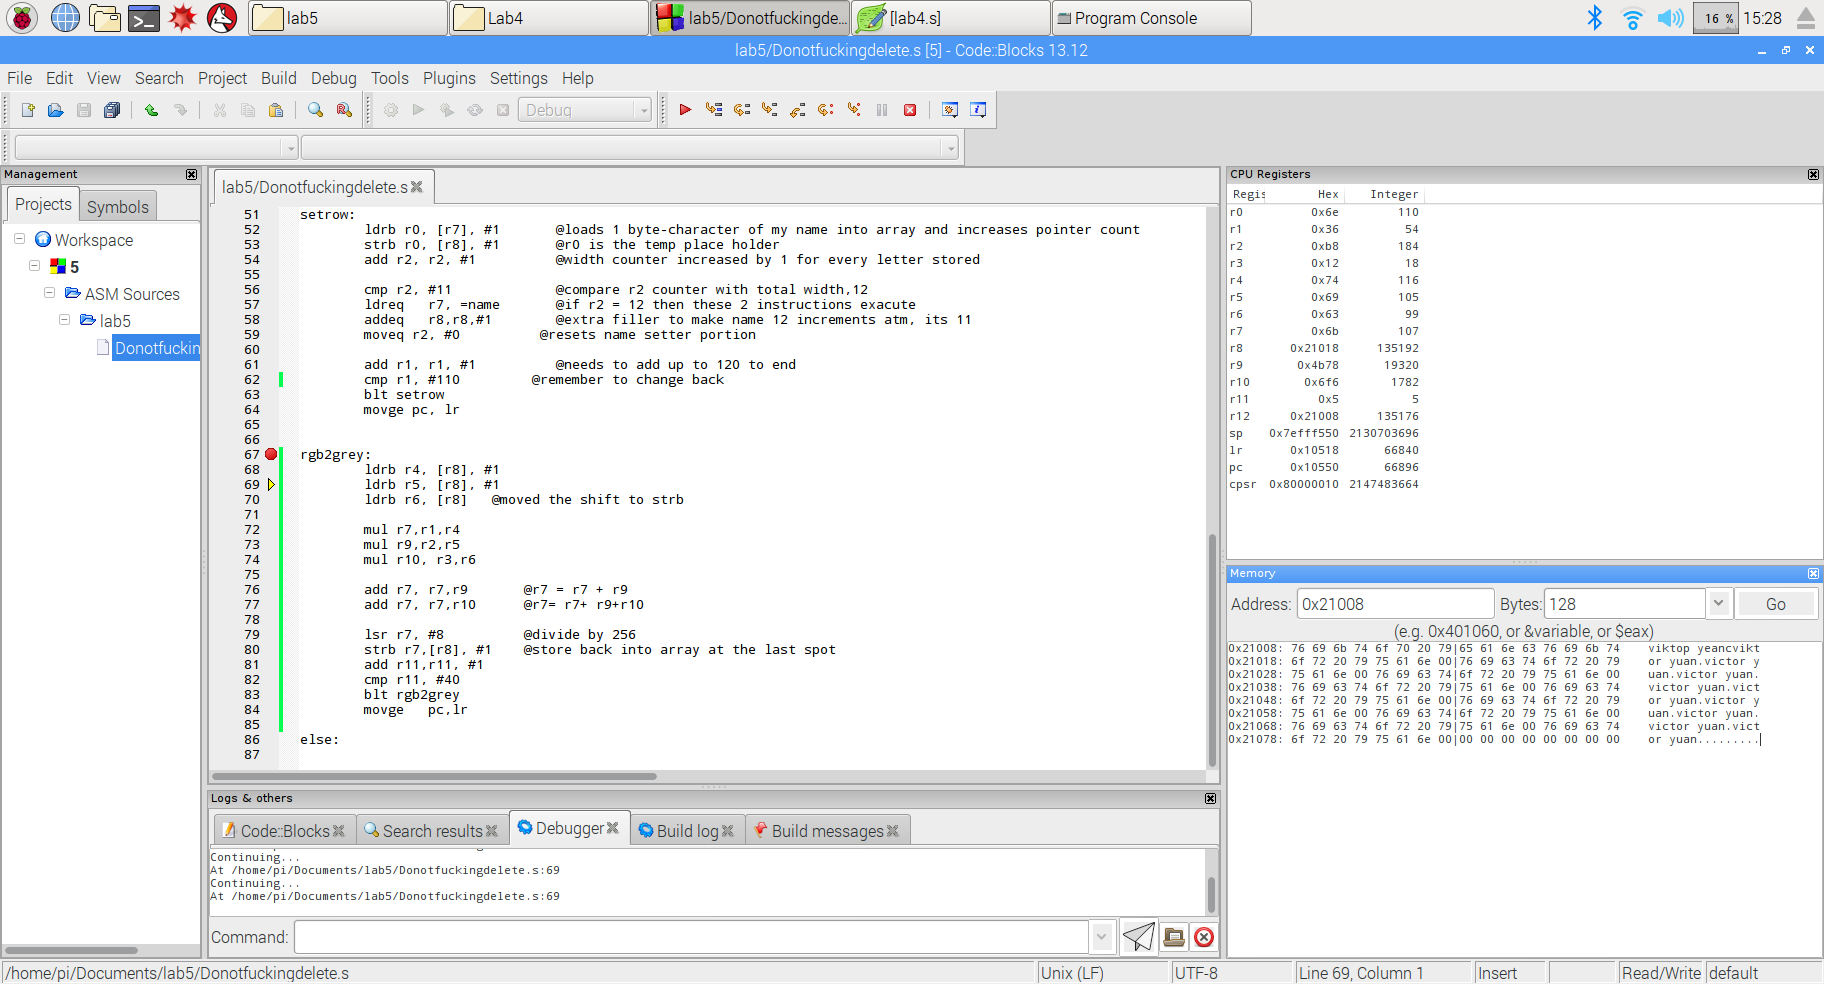 lab5
Lab4
lab5/Donotfuckingde...
[lab4.s]
Program Console
16 %
15:28
lab5/Donotfuckingdelete.s [5] - Code::Blocks 13.12
File Edit View Search Project Build Debug Tools Plugins Settings Help
Debug
Management
Projects
Symbols
Workspace
5
ASM Sources
lab5
Donotfuckin
lab5/Donotfuckingdelete.s
51 setrow:
52 ldrb r0, [r7], #1 @loads 1 byte-character of my name into array and increases pointer count
53 strb r0, [r8], #1 @r0 is the temp place holder
54 add r2, r2, #1 @width counter increased by 1 for every letter stored
55
56 cmp r2, #11 @compare r2 counter with total width,12
57 ldreq r7, =name @if r2 = 12 then these 2 instructions exacute
58 addeq r8,r8,#1 @extra filler to make name 12 increments atm, its 11
59 moveq r2, #0 @resets name setter portion
60
61 add r1, r1, #1 @needs to add up to 120 to end
62 cmp r1, #110 @remember to change back
63 blt setrow
64 movge pc, lr
65
66
67 rgb2grey:
68 ldrb r4, [r8], #1
69 ldrb r5, [r8], #1
70 ldrb r6, [r8] @moved the shift to strb
71
72 mul r7,r1,r4
73 mul r9,r2,r5
74 mul r10, r3,r6
75
76 add r7, r7,r9 @r7 = r7 + r9
77 add r7, r7,r10 @r7= r7+ r9+r10
78
79 lsr r7, #8 @divide by 256
80 strb r7,[r8], #1 @store back into array at the last spot
81 add r11,r11, #1
82 cmp r11, #40
83 blt rgb2grey
84 movge pc,lr
85
86 else:
87
CPU Registers
Regis Hex Integer
r0 0x6e 110
r1 0x36 54
r2 0xb8 184
r3 0x12 18
r4 0x74 116
r5 0x69 105
r6 0x63 99
r7 0x6b 107
r8 0x21018 135192
r9 0x4b78 19320
r10 0x6f6 1782
r11 0x5 5
r12 0x21008 135176
sp 0x7efff550 2130703696
lr 0x10518 66840
pc 0x10550 66896
cpsr 0x80000010 2147483664
Memory
Address: 0x21008 Bytes: 128 Go
(e.g. 0x401060, or &variable, or $eax)
0x21008: 76 69 6b 74 6f 70 20 79|65 61 6e 63 76 69 6b 74 viktop yeancvikt
0x21018: 6f 72 20 79 75 61 6e 00|76 69 63 74 6f 72 20 79 or yuan.victor y
0x21028: 75 61 6e 00 76 69 63 74|6f 72 20 79 75 61 6e 00 uan.victor yuan.
0x21038: 76 69 63 74 6f 72 20 79|75 61 6e 00 76 69 63 74 victor yuan.vict
0x21048: 6f 72 20 79 75 61 6e 00|76 69 63 74 6f 72 20 79 or yuan.victor y
0x21058: 75 61 6e 00 76 69 63 74|6f 72 20 79 75 61 6e 00 uan.victor yuan.
0x21068: 76 69 63 74 6f 72 20 79|75 61 6e 00 76 69 63 74 victor yuan.vict
0x21078: 6f 72 20 79 75 61 6e 00|00 00 00 00 00 00 00 00 or yuan.........
Logs & others
Code::Blocks
Search results
Debugger
Build log
Build messages
Continuing...
At /home/pi/Documents/lab5/Donotfuckingdelete.s:69
Continuing...
At /home/pi/Documents/lab5/Donotfuckingdelete.s:69
Command:
/home/pi/Documents/lab5/Donotfuckingdelete.s
Unix (LF)
UTF-8
Line 69, Column 1
Insert
Read/Write
default